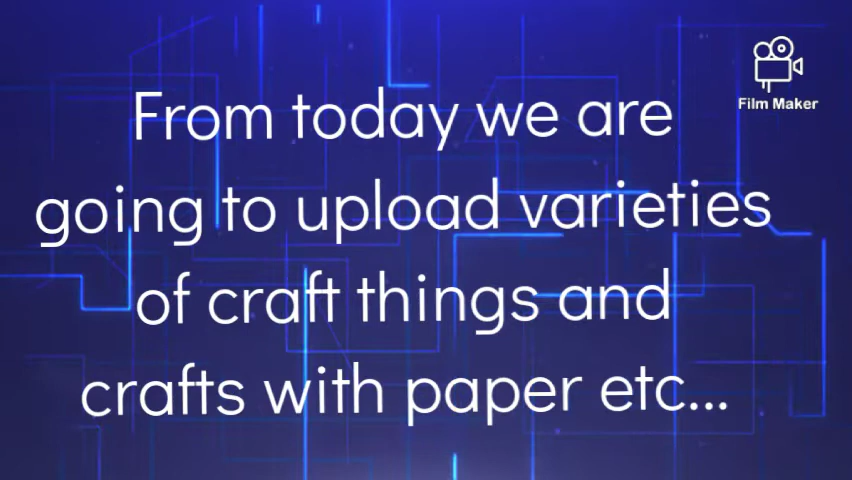 From today we are
going to upload varieties
of craft things and
crafts with paper etc...
Film Maker